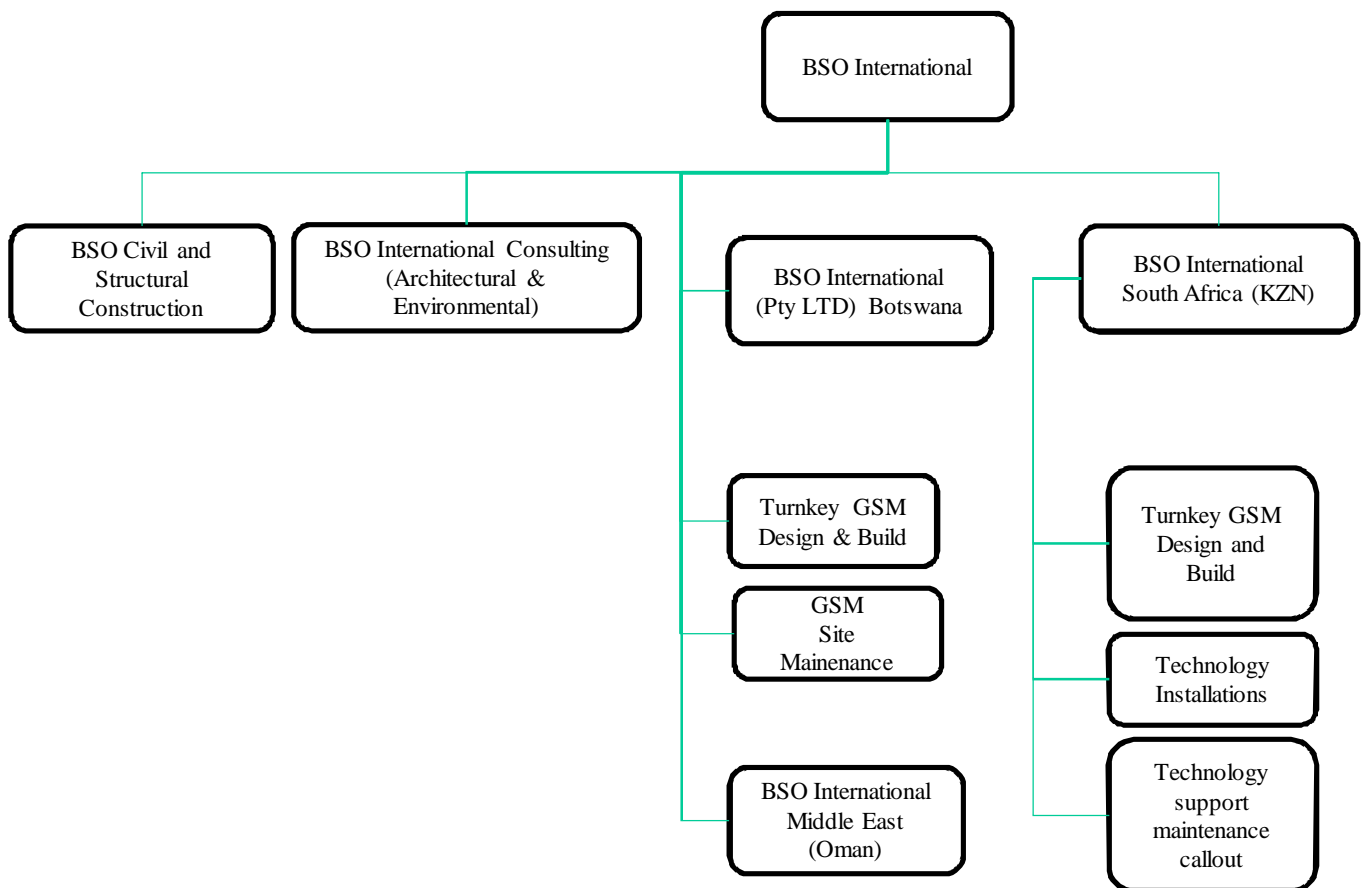 BSO International
BSO Civil and
Structural
Construction
BSO International Consulting
(Architectural &
Environmental)
BSO International
(Pty LTD) Botswana
BSO International
South Africa (KZN)
Turnkey GSM
Design & Build
GSM
Site
Mainenance
BSO International
Middle East
(Oman)
Turnkey GSM
Design and
Build
Technology
Installations
Technology
support
maintenance
callout